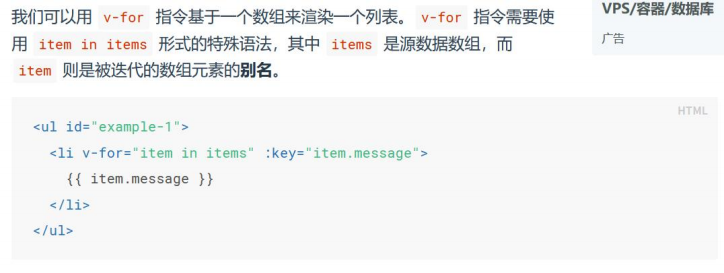 我们可以用 v-for 指令基于一个数组来渲染一个列表。 v-for 指令需要使
用 item in items 形式的特殊语法，其中 items 是源数据数组，而
item 则是被迭代的数组元素的别名。
VPS/容器/数据库
广告
HTML
<ul id="example-1">
  <li v-for="item in items" :key="item.message">
    {{ item.message }}
  </li>
</ul>